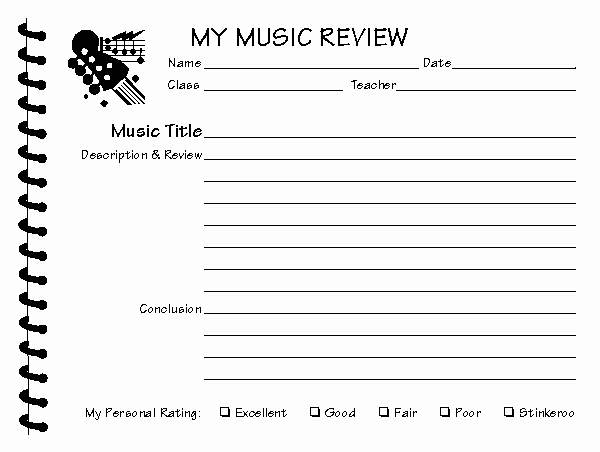 MY MUSIC REVIEW
Name Date
Class Teacher
Music Title
Description & Review
Conclusion
My Personal Rating: Excellent Good Fair Poor Stinkeroo